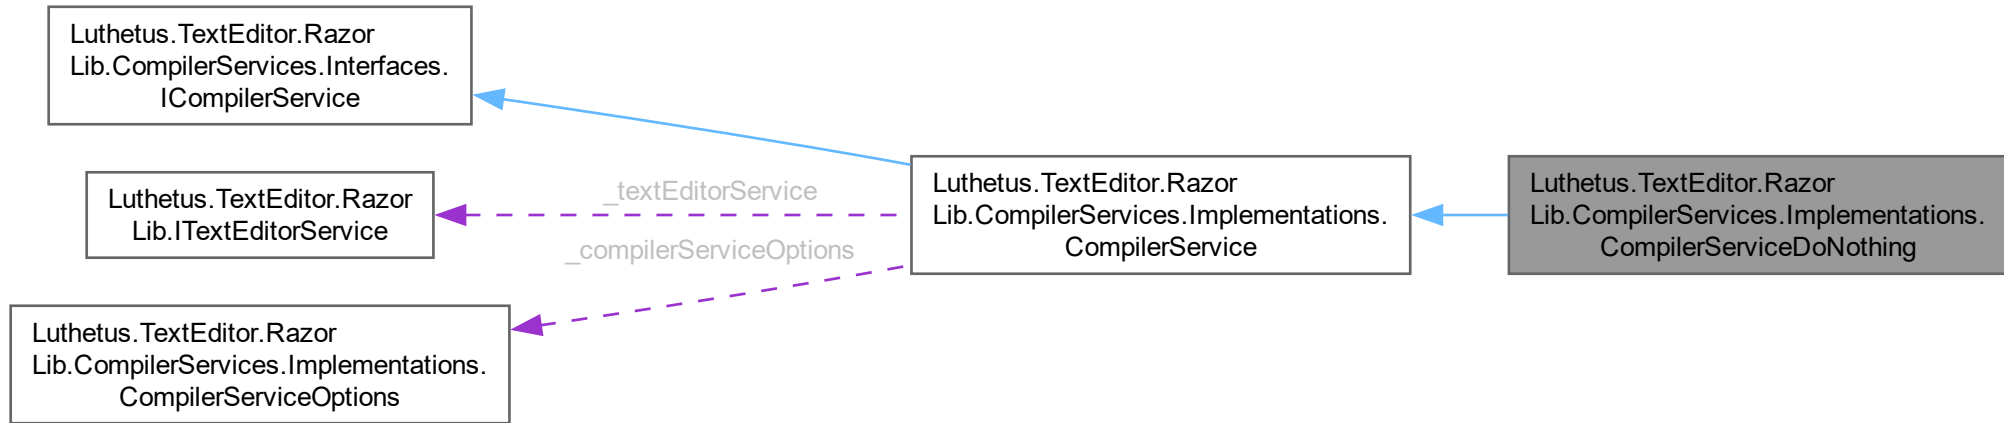 Luthetus.TextEditor.Razor
Lib.CompilerServices.Interfaces.
ICompilerService
Luthetus.TextEditor.Razor
Lib.ITextEditorService
Luthetus.TextEditor.Razor
Lib.CompilerServices.Implementations.
CompilerServiceOptions
_textEditorService
_compilerServiceOptions
Luthetus.TextEditor.Razor
Lib.CompilerServices.Implementations.
CompilerService
Luthetus.TextEditor.Razor
Lib.CompilerServices.Implementations.
CompilerServiceDoNothing